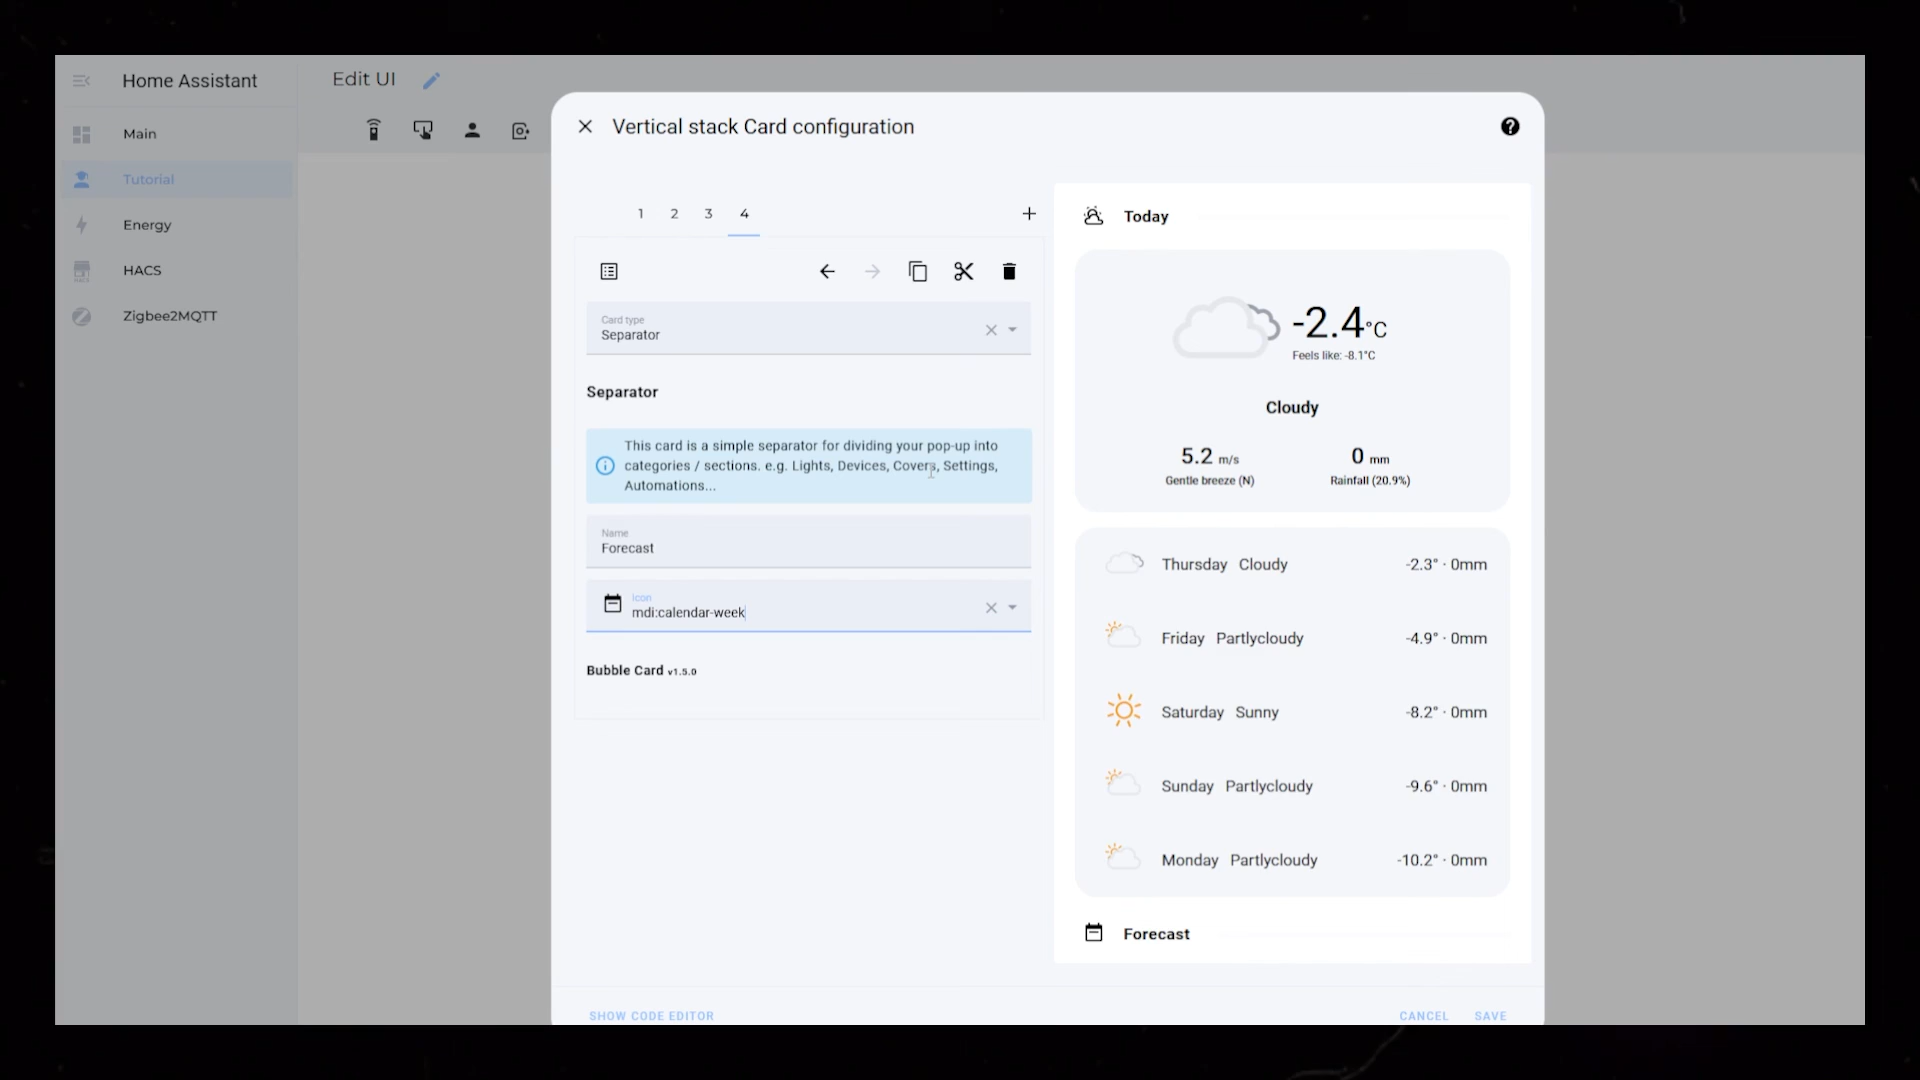 Home Assistant
Edit UI
Main
Tutorial
Energy
HACS
Zigbee2MQTT
Vertical stack Card configuration
1 2 3 4
Card type
Separator
Separator
This card is a simple separator for dividing your pop-up into
categories / sections. e.g. Lights, Devices, Covers, Settings,
Automations...
Name
Forecast
Icon
mdi:calendar-week
Bubble Card v1.5.0
Today
-2.4°C
Feels like: -8.1°C
Cloudy
5.2 m/s
Gentle breeze (N)
0 mm
Rainfall (20.9%)
Thursday Cloudy -2.3° · 0mm
Friday Partlycloudy -4.9° · 0mm
Saturday Sunny -8.2° · 0mm
Sunday Partlycloudy -9.6° · 0mm
Monday Partlycloudy -10.2° · 0mm
Forecast
SHOW CODE EDITOR
CANCEL SAVE